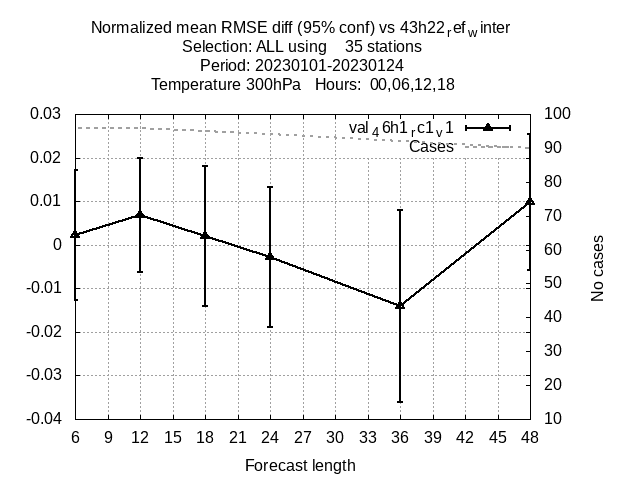 Normalized mean RMSE diff (95% conf) vs 43h22refwinter
Selection: ALL using 35 stations
Period: 20230101-20230124
Temperature 300hPa Hours: 00,06,12,18
0.03 val46h1rc1v1 100
Cases 90
0.02 80
0.01 70
0 60
-0.01 50
-0.02 40
-0.03 30
20
-0.04 10
No cases
6 9 12 15 18 21 24 27 30 33 36 39 42 45 48
Forecast length